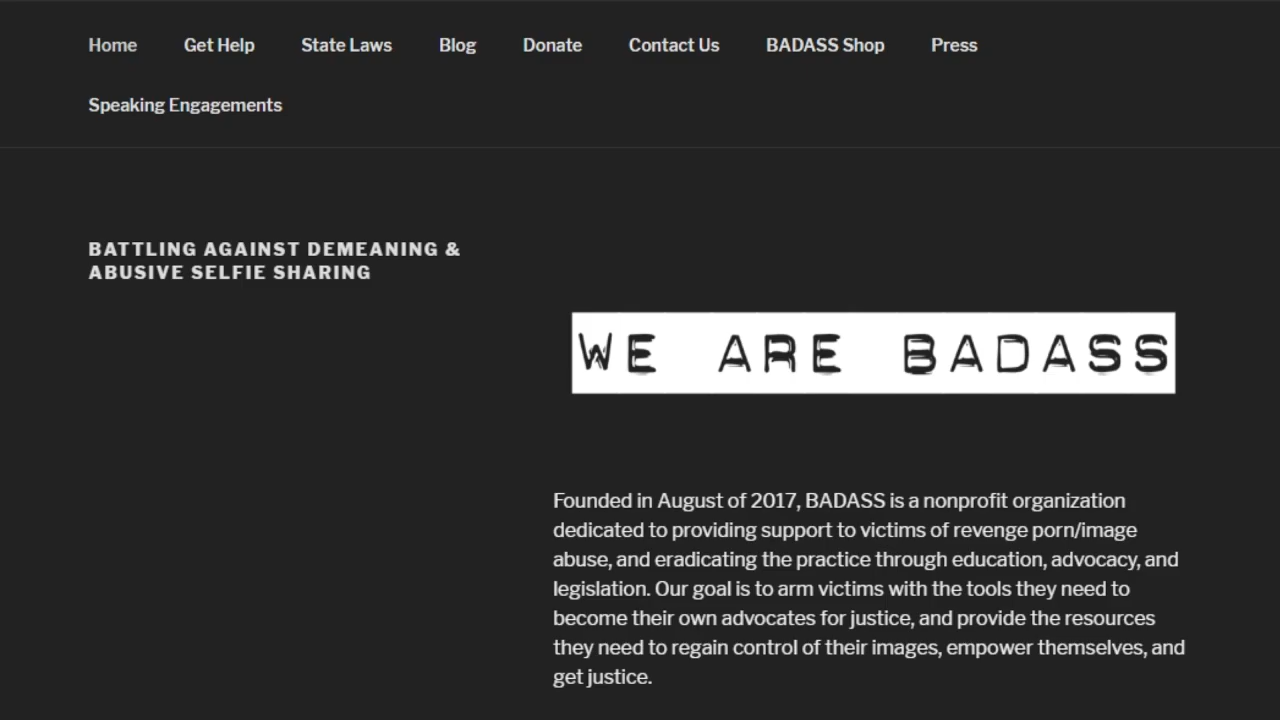 Home Get Help State Laws Blog Donate Contact Us BADASS Shop Press
Speaking Engagements
BATTLING AGAINST DEMEANING &
ABUSIVE SELFIE SHARING
WE ARE BADASS
Founded in August of 2017, BADASS is a nonprofit organization
dedicated to providing support to victims of revenge porn/image
abuse, and eradicating the practice through education, advocacy, and
legislation. Our goal is to arm victims with the tools they need to
become their own advocates for justice, and provide the resources
they need to regain control of their images, empower themselves, and
get justice.